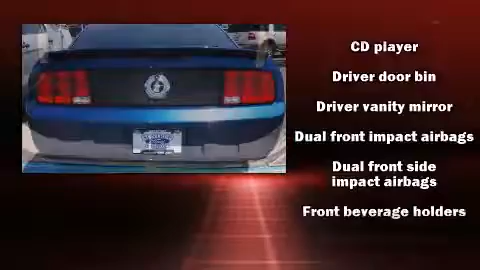 CD player
Driver door bin
Driver vanity mirror
Dual front impact airbags
Dual front side
impact airbags
Front beverage holders